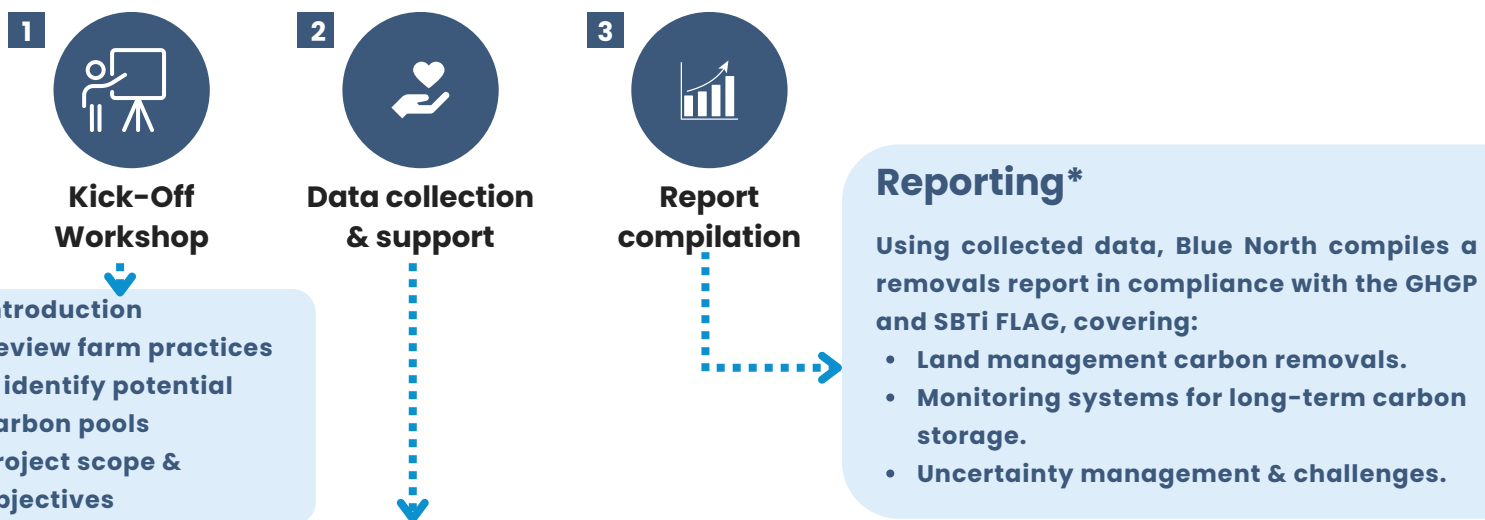 1
Kick-Off
Workshop
ntroduction
eview farm practices
identify potential
arbon pools
roject scope &
bjectives
2
Data collection
& support
3
Report
compilation
Reporting*
Using collected data, Blue North compiles a
removals report in compliance with the GHGP
and SBTi FLAG, covering:
• Land management carbon removals.
• Monitoring systems for long-term carbon
storage.
• Uncertainty management & challenges.